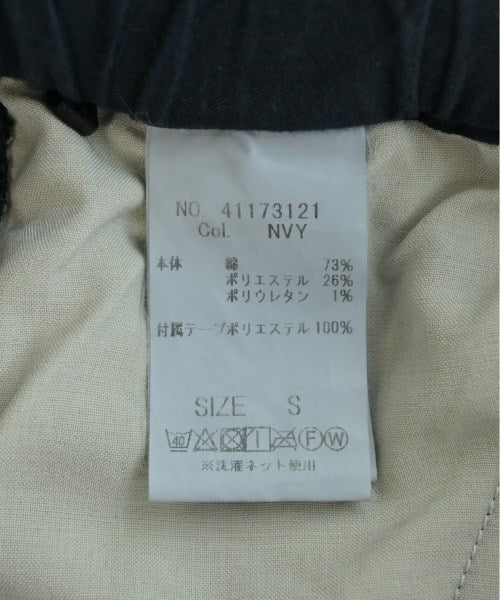 NO. 41173121
Col. NVY
本体 綿 73%
ポリエステル 26%
ポリウレタン 1%
付属テープポリエステル 100%
SIZE S
40 F W
※洗濯ネット使用